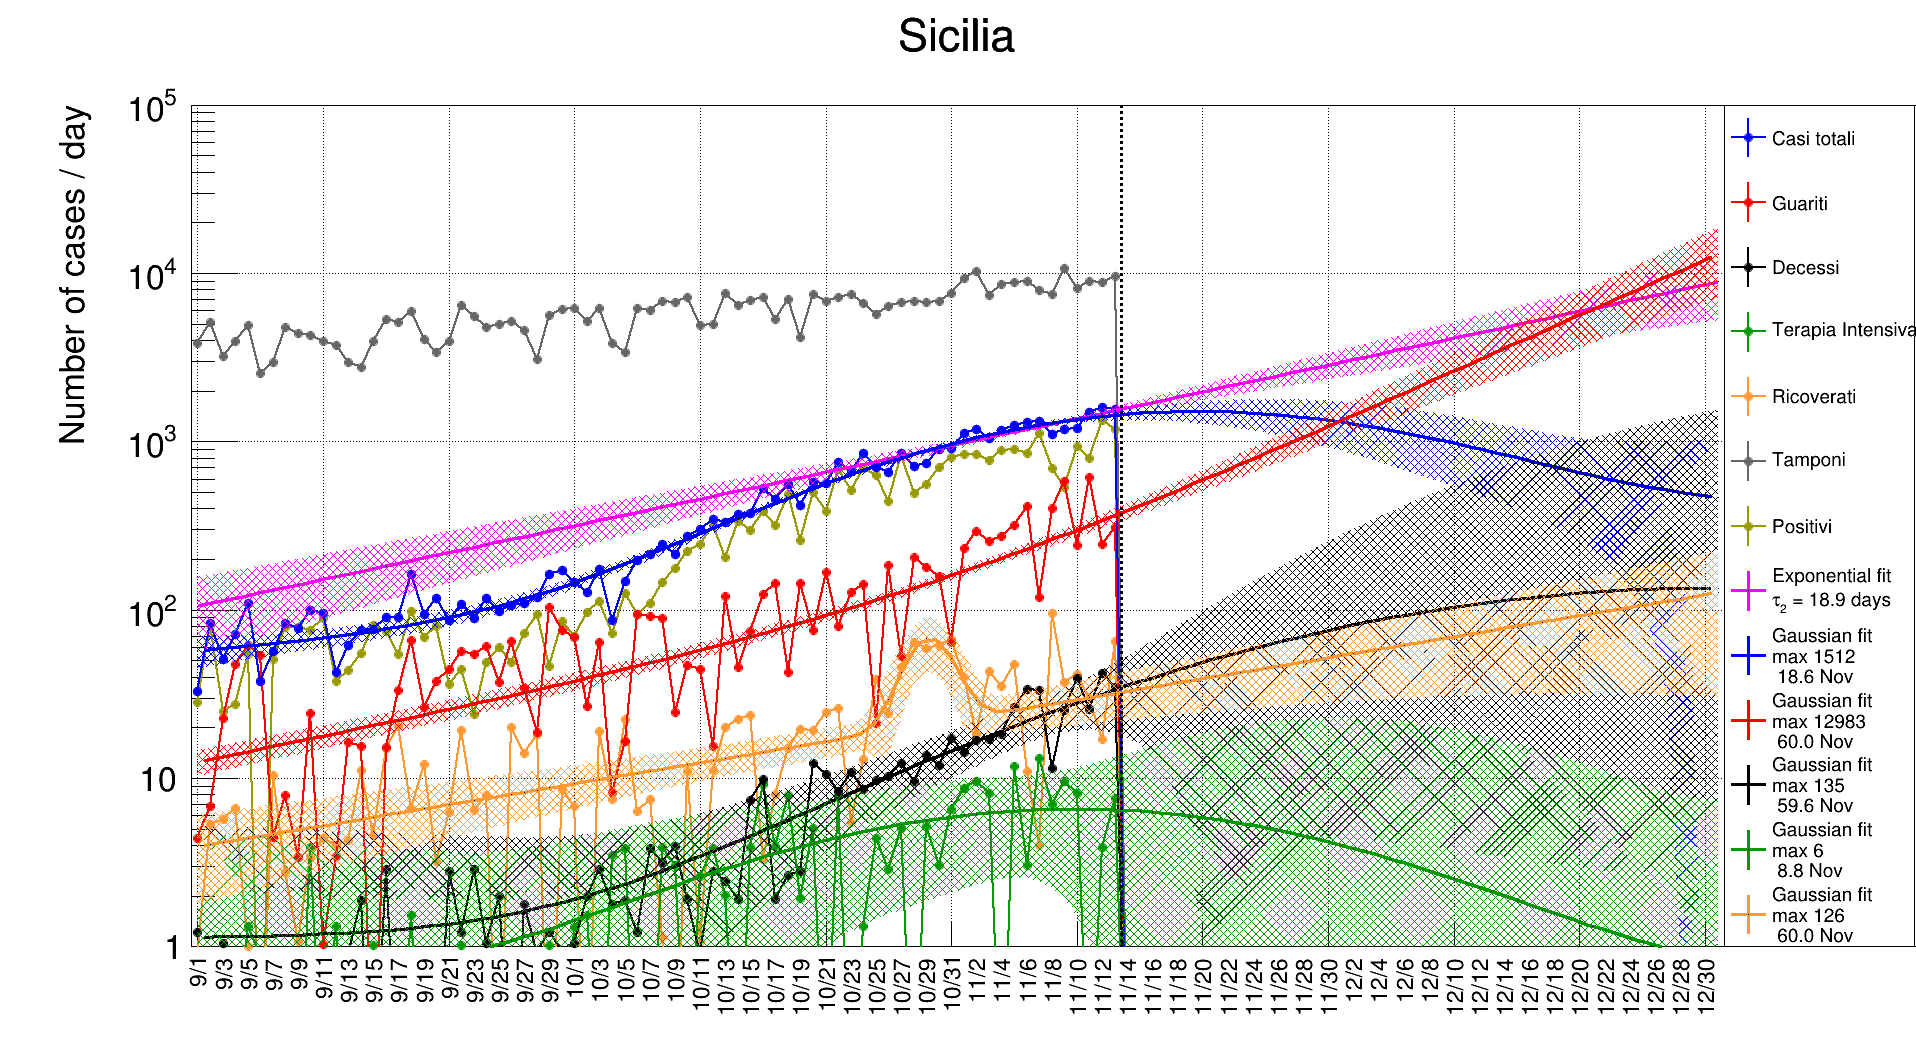 Sicilia
Number of cases / day
10^5
10^4
10^3
10^2
10
1
9/1 9/3 9/5 9/7 9/9 9/11 9/13 9/15 9/17 9/19 9/21 9/23 9/25 9/27 9/29 10/1 10/3 10/5 10/7 10/9 10/11 10/13 10/15 10/17 10/19 10/21 10/23 10/25 10/27 10/29 10/31 11/2 11/4 11/6 11/8 11/10 11/12 11/14 11/16 11/18 11/20 11/22 11/24 11/26 11/28 11/30 12/2 12/4 12/6 12/8 12/10 12/12 12/14 12/16 12/18 12/20 12/22 12/24 12/26 12/28 12/30
Casi totali
Guariti
Decessi
Terapia Intensiva
Ricoverati
Tamponi
Positivi
Exponential fit
τ2 = 18.9 days
Gaussian fit
max 1512
18.6 Nov
Gaussian fit
max 12983
60.0 Nov
Gaussian fit
max 135
59.6 Nov
Gaussian fit
max 6
8.8 Nov
Gaussian fit
max 126
60.0 Nov